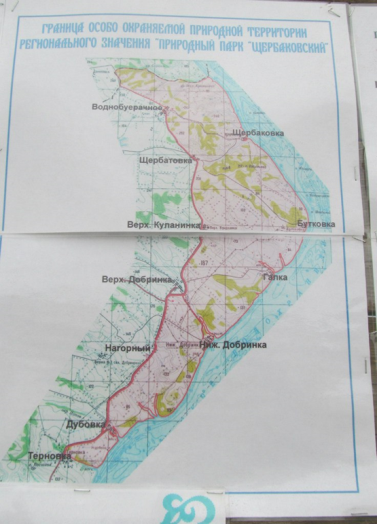 ГРАНИЦА ОСОБО ОХРАНЯЕМОЙ ПРИРОДНОЙ ТЕРРИТОРИИ
РЕГИОНАЛЬНОГО ЗНАЧЕНИЯ "ПРИРОДНЫЙ ПАРК "ЩЕРБАКОВСКИЙ"
Воднобуерачное
Щербаковка
Щербатовка
Верх. Кулалинка
Бутковка
Галка
Верх. Добринка
Нагорный
Ниж. Добринка
Дубовка
Терновка